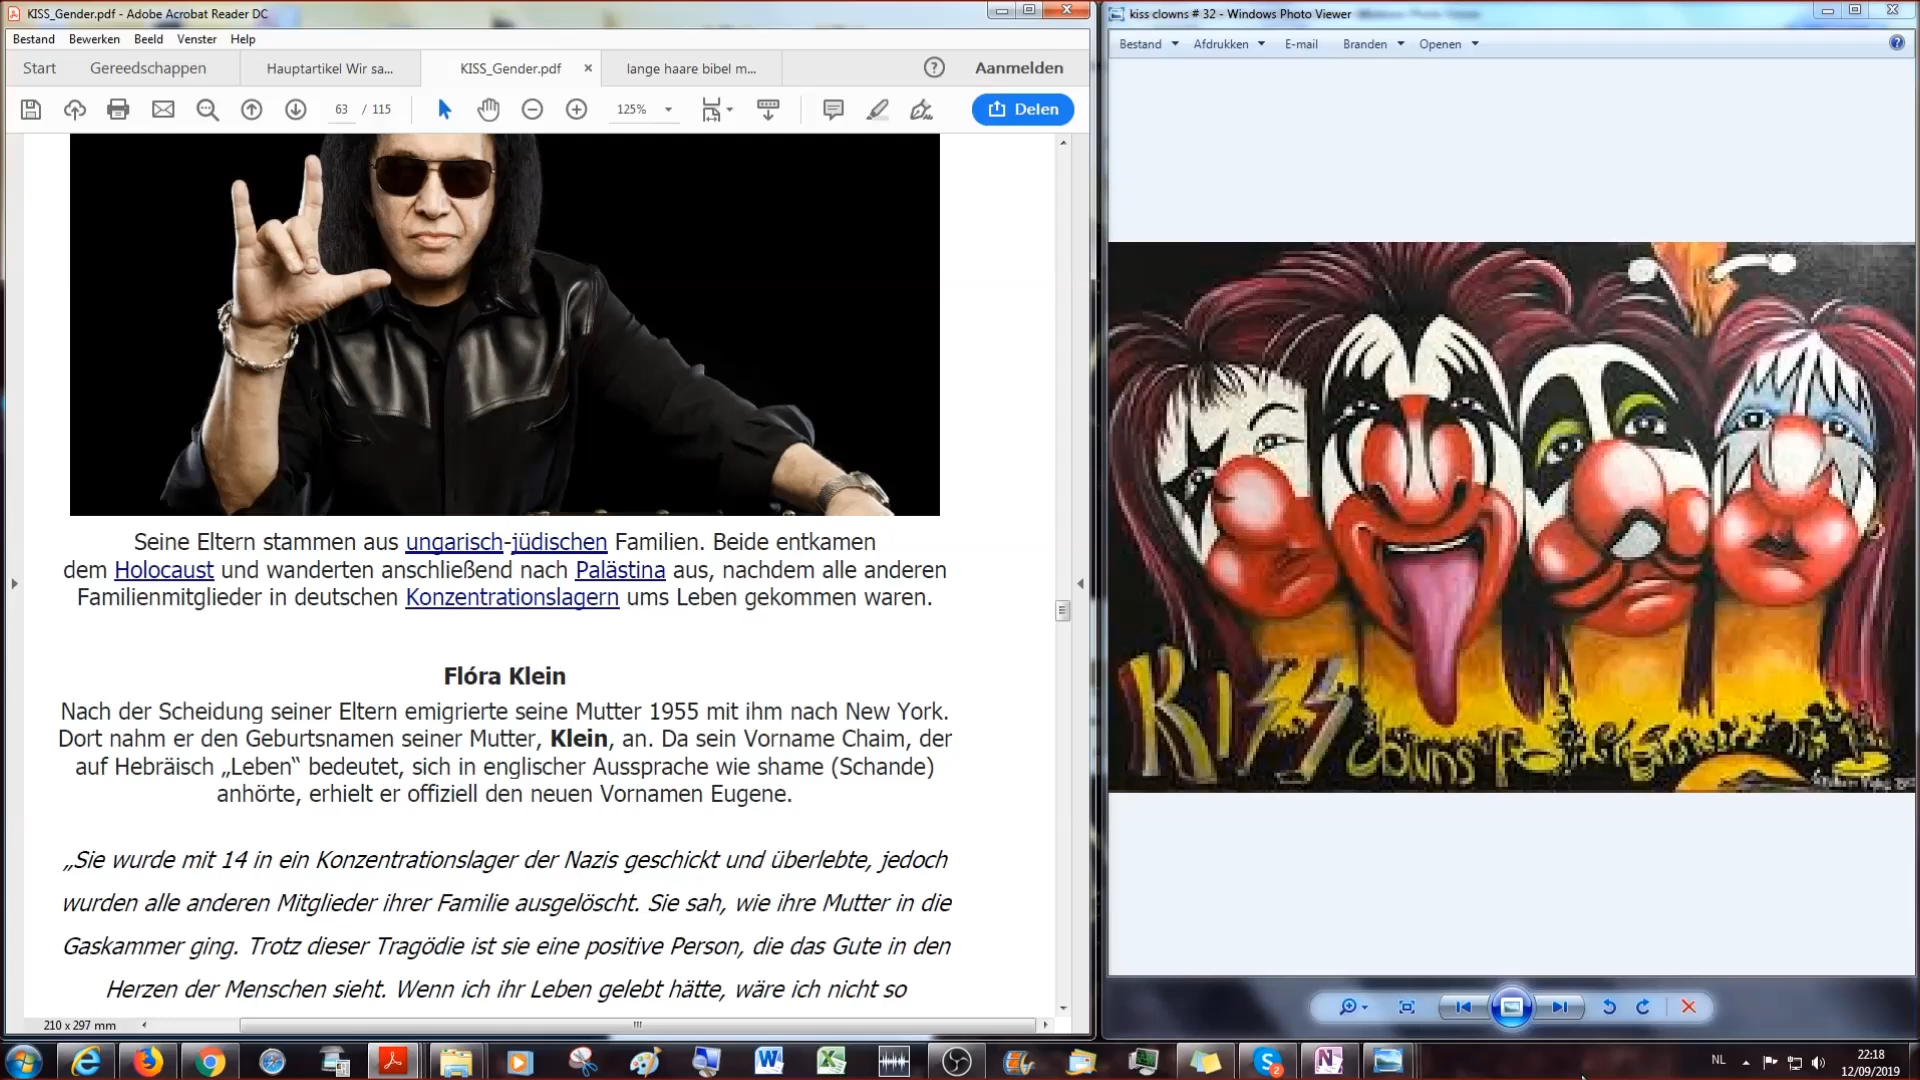 KISS_Gender.pdf - Adobe Acrobat Reader DC
Bestand Bewerken Beeld Venster Help
Start Gereedschappen Hauptartikel Wir sa... KISS_Gender.pdf lange haare bibel m... Aanmelden
63 / 115 125% Delen
Seine Eltern stammen aus ungarisch-jüdischen Familien. Beide entkamen
dem Holocaust und wanderten anschließend nach Palästina aus, nachdem alle anderen
Familienmitglieder in deutschen Konzentrationslagern ums Leben gekommen waren.
Flóra Klein
Nach der Scheidung seiner Eltern emigrierte seine Mutter 1955 mit ihm nach New York.
Dort nahm er den Geburtsnamen seiner Mutter, Klein, an. Da sein Vorname Chaim, der
auf Hebräisch „Leben“ bedeutet, sich in englischer Aussprache wie shame (Schande)
anhörte, erhielt er offiziell den neuen Vornamen Eugene.
„Sie wurde mit 14 in ein Konzentrationslager der Nazis geschickt und überlebte, jedoch
wurden alle anderen Mitglieder ihrer Familie ausgelöscht. Sie sah, wie ihre Mutter in die
Gaskammer ging. Trotz dieser Tragödie ist sie eine positive Person, die das Gute in den
Herzen der Menschen sieht. Wenn ich ihr Leben gelebt hätte, wäre ich nicht so
210 x 297 mm
kiss clowns # 32 - Windows Photo Viewer
Bestand Afdrukken E-mail Branden Openen
KISS
NL
22:18
12/09/2019